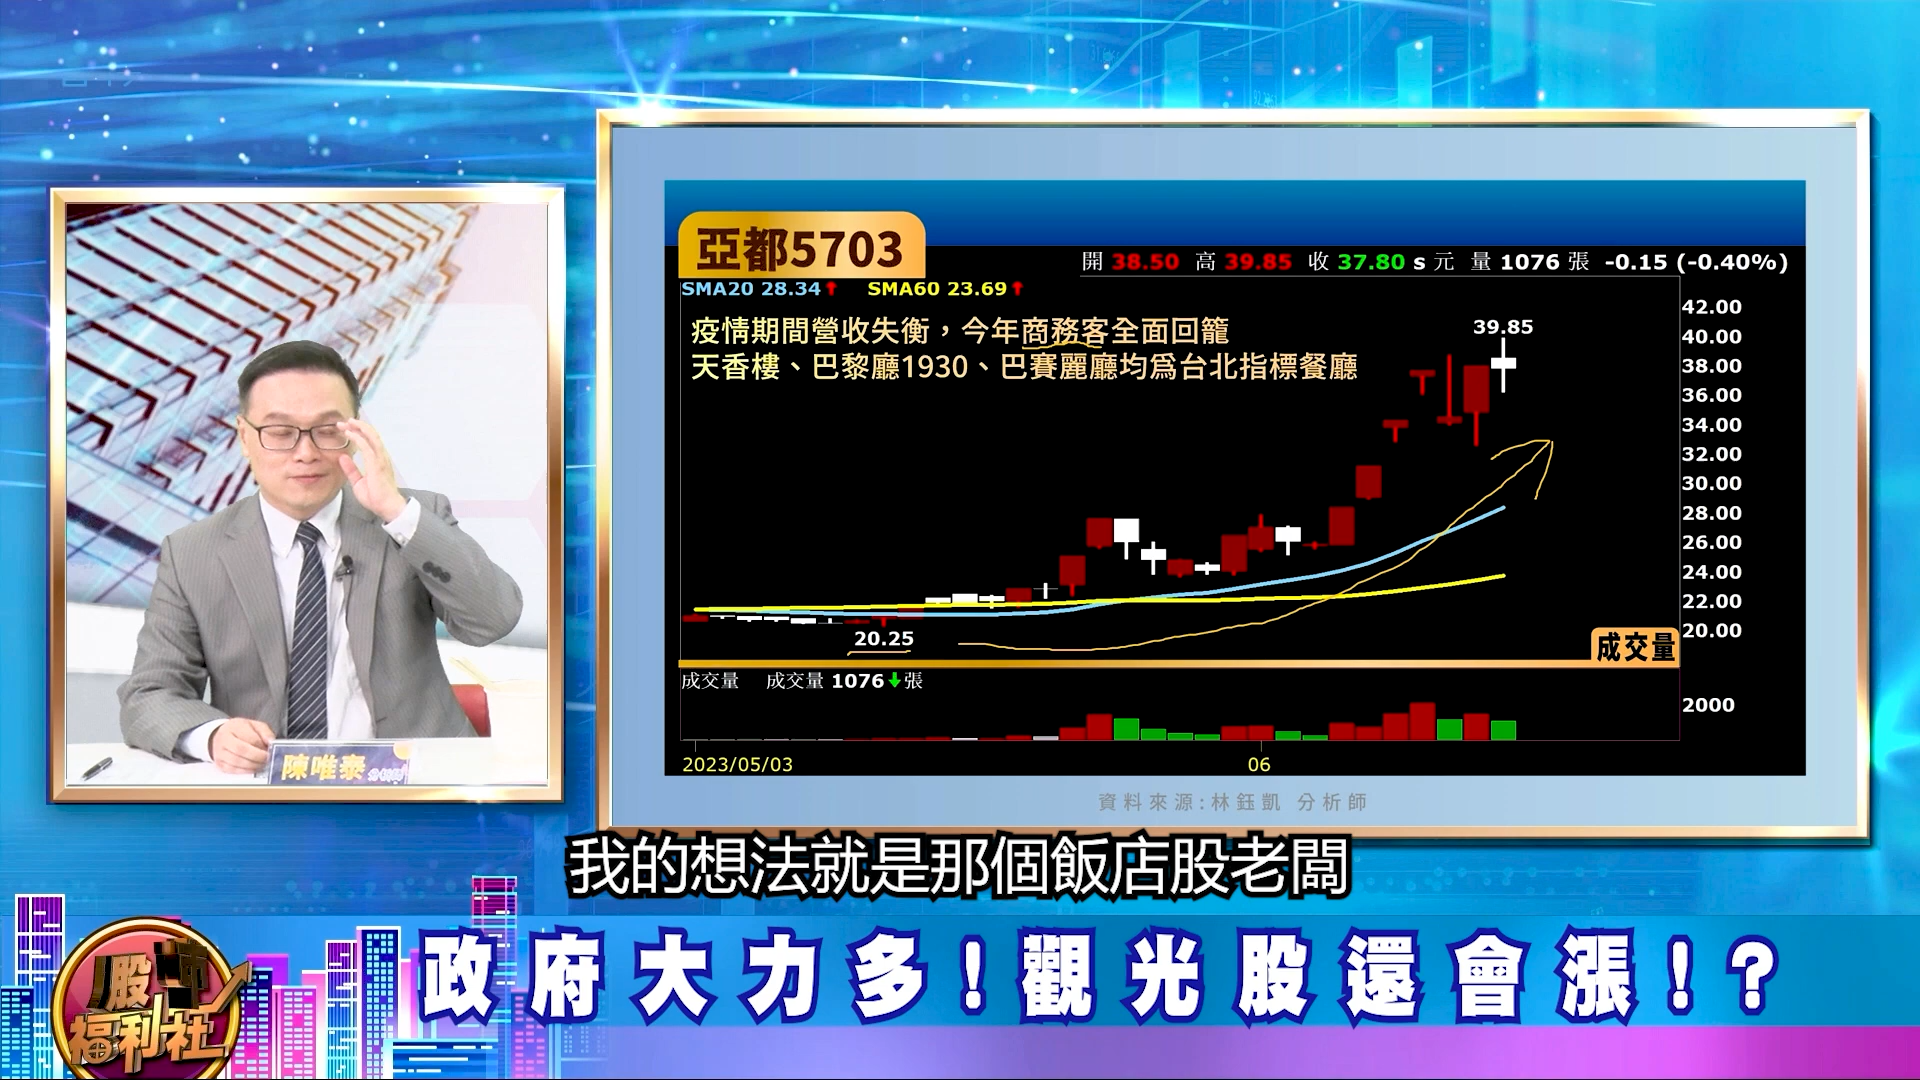 亞都5703
開 38.50 高 39.85 收 37.80 s 元 量 1076 張 -0.15 (-0.40%)
SMA20 28.34↑ SMA60 23.69↑
疫情期間營收失衡，今年商務客全面回籠
天香樓、巴黎廳1930、巴賽麗廳均為台北指標餐廳
39.85
42.00
40.00
38.00
36.00
34.00
32.00
30.00
28.00
26.00
24.00
22.00
20.00
20.25
成交量
成交量 成交量 1076↓張
2000
2023/05/03
06
資料來源:林鈺凱 分析師
陳唯泰 分析師
我的想法就是那個飯店股老闆
政府大力多!觀光股還會漲!?
股市
福利社